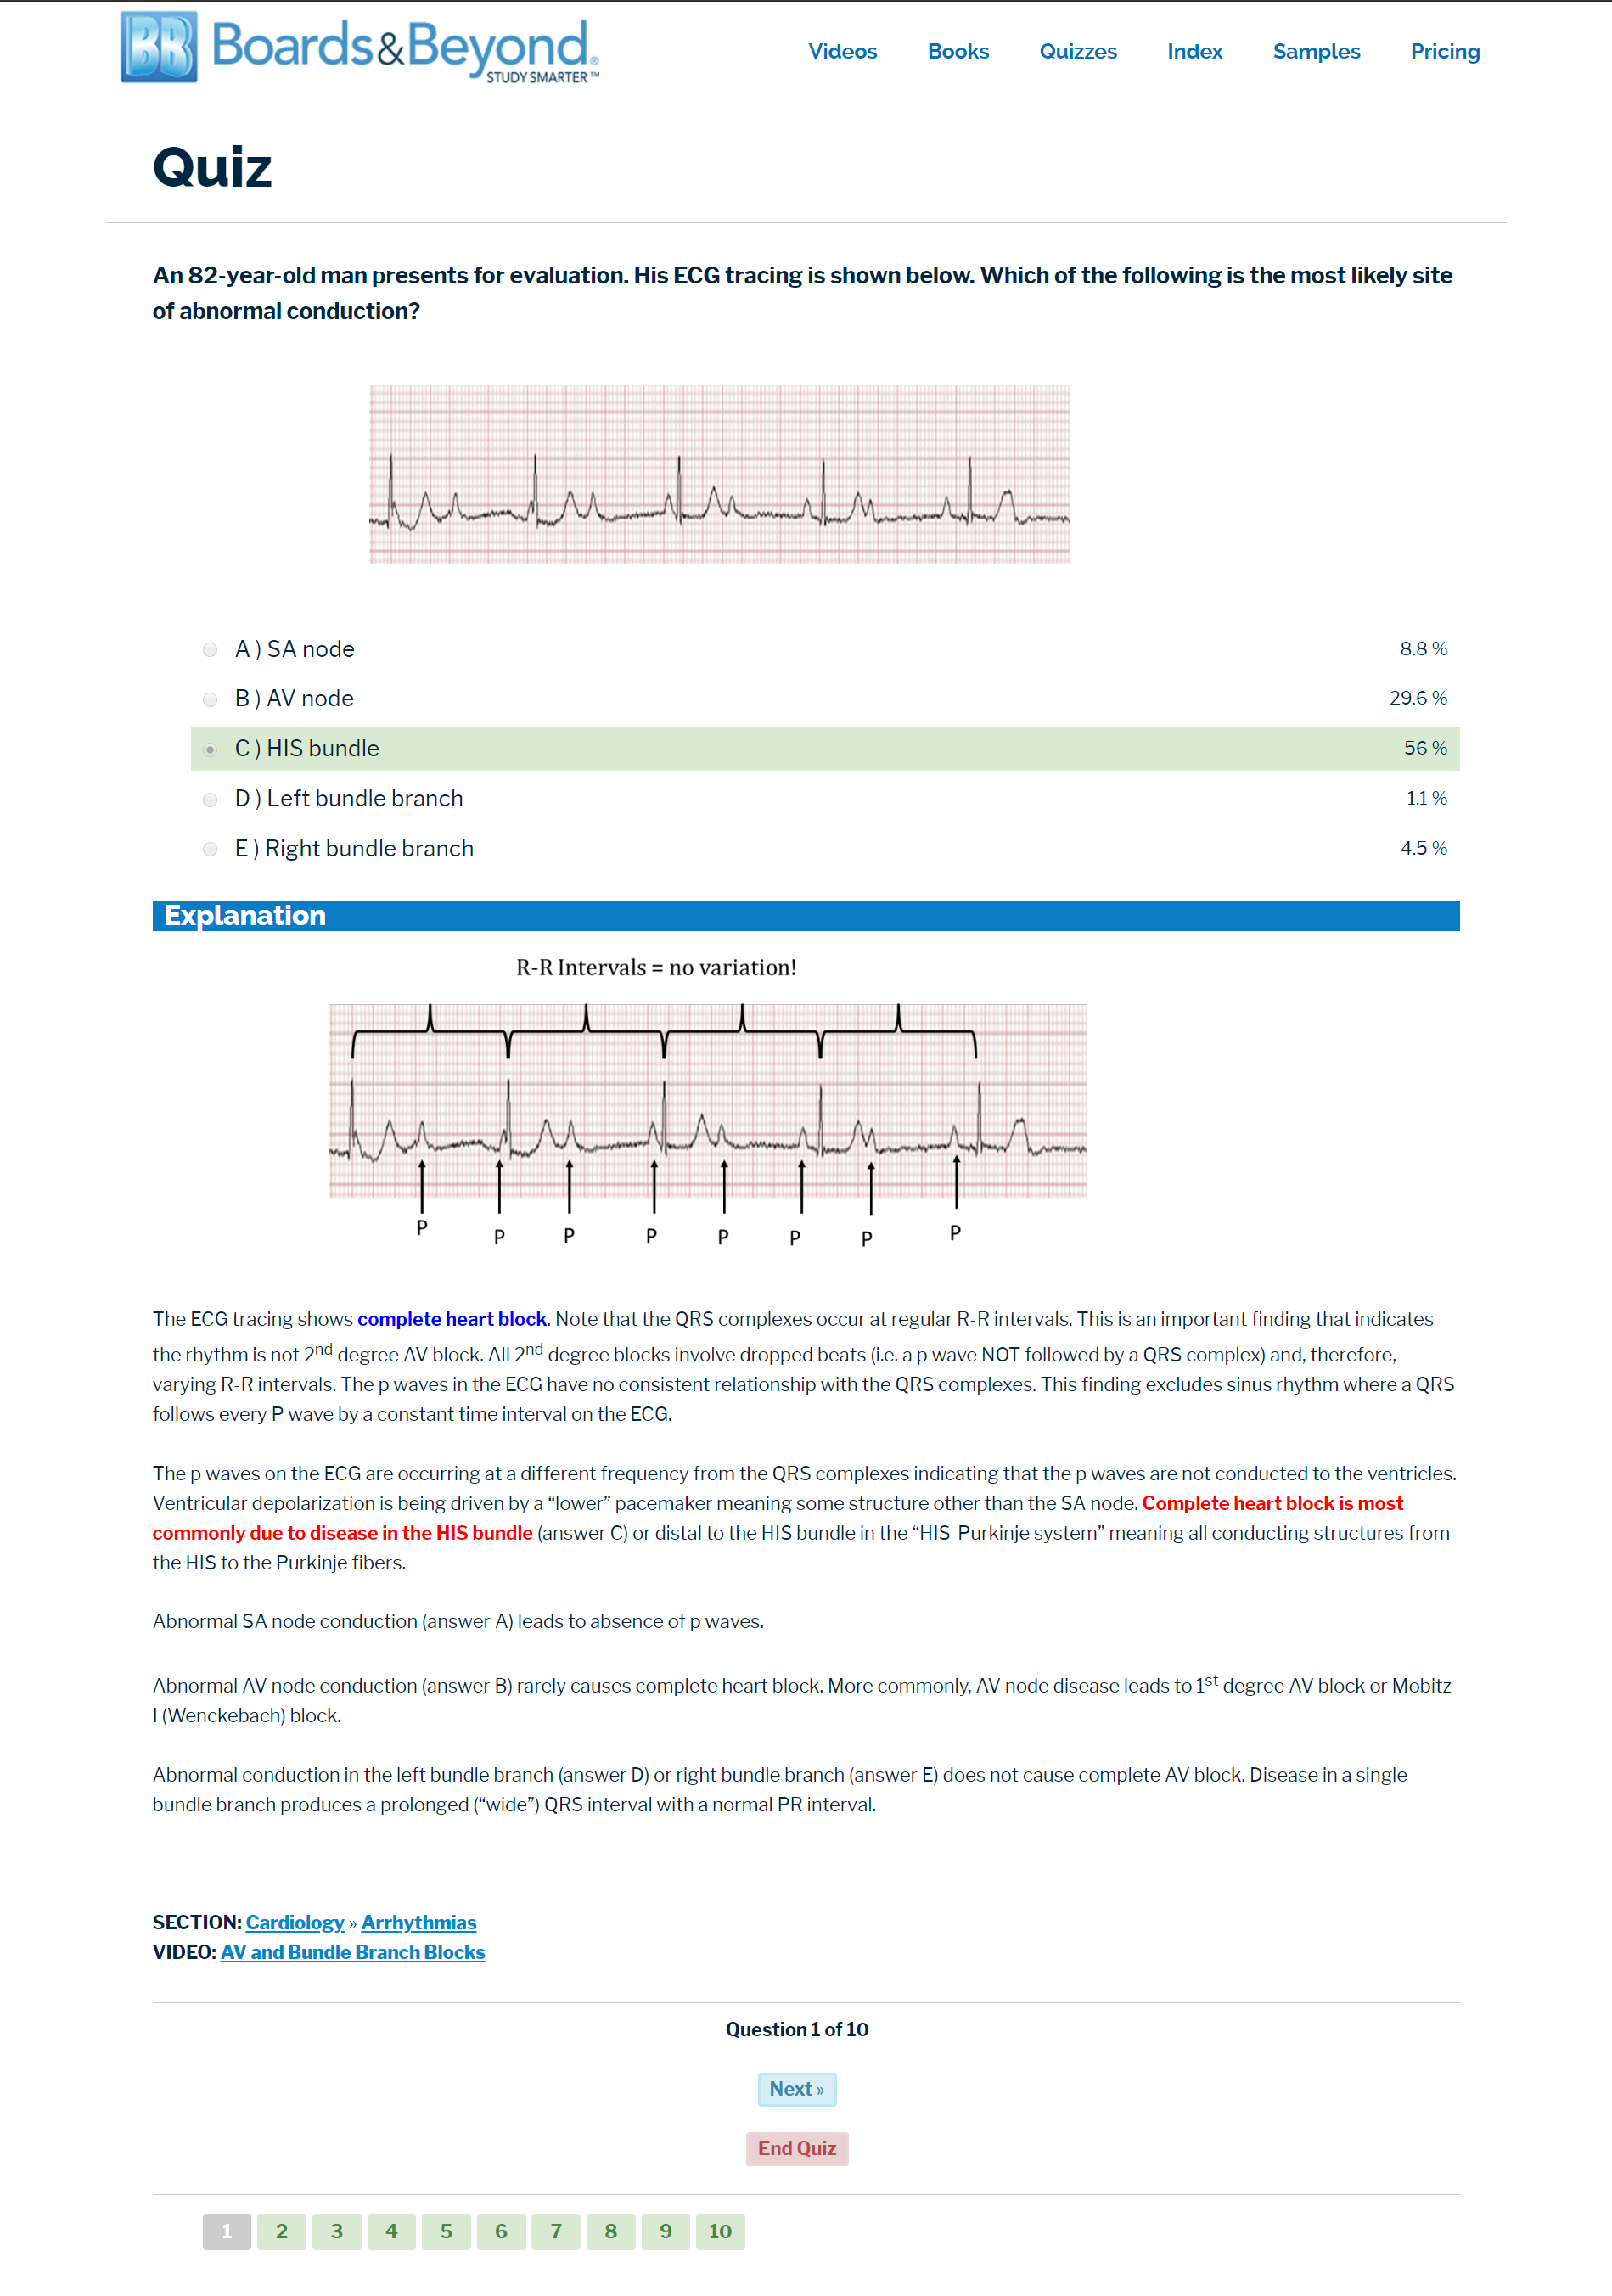 BB Boards&Beyond®
STUDY SMARTER™
Videos Books Quizzes Index Samples Pricing
Quiz
An 82-year-old man presents for evaluation. His ECG tracing is shown below. Which of the following is the most likely site
of abnormal conduction?
A ) SA node 8.8 %
B ) AV node 29.6 %
C ) HIS bundle 56 %
D ) Left bundle branch 1.1 %
E ) Right bundle branch 4.5 %
Explanation
R-R Intervals = no variation!
P P P P P P P P
The ECG tracing shows complete heart block. Note that the QRS complexes occur at regular R-R intervals. This is an important finding that indicates
the rhythm is not 2nd degree AV block. All 2nd degree blocks involve dropped beats (i.e. a p wave NOT followed by a QRS complex) and, therefore,
varying R-R intervals. The p waves in the ECG have no consistent relationship with the QRS complexes. This finding excludes sinus rhythm where a QRS
follows every P wave by a constant time interval on the ECG.
The p waves on the ECG are occurring at a different frequency from the QRS complexes indicating that the p waves are not conducted to the ventricles.
Ventricular depolarization is being driven by a “lower” pacemaker meaning some structure other than the SA node. Complete heart block is most
commonly due to disease in the HIS bundle (answer C) or distal to the HIS bundle in the “HIS-Purkinje system” meaning all conducting structures from
the HIS to the Purkinje fibers.
Abnormal SA node conduction (answer A) leads to absence of p waves.
Abnormal AV node conduction (answer B) rarely causes complete heart block. More commonly, AV node disease leads to 1st degree AV block or Mobitz
I (Wenckebach) block.
Abnormal conduction in the left bundle branch (answer D) or right bundle branch (answer E) does not cause complete AV block. Disease in a single
bundle branch produces a prolonged (“wide”) QRS interval with a normal PR interval.
SECTION: Cardiology » Arrhythmias
VIDEO: AV and Bundle Branch Blocks
Question 1 of 10
Next »
End Quiz
1 2 3 4 5 6 7 8 9 10